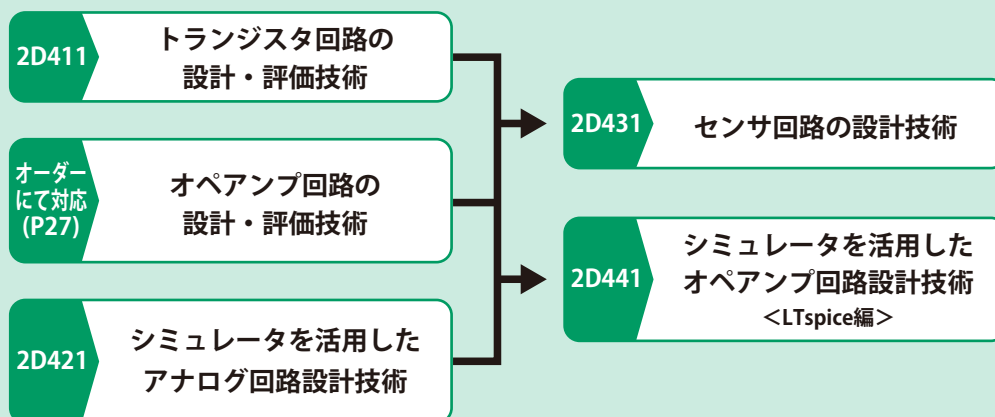 2D411
トランジスタ回路の
設計・評価技術
オーダー
にて対応
(P27)
オペアンプ回路の
設計・評価技術
2D421
シミュレータを活用した
アナログ回路設計技術
2D431
センサ回路の設計技術
2D441
シミュレータを活用した
オペアンプ回路設計技術
<LTspice編>